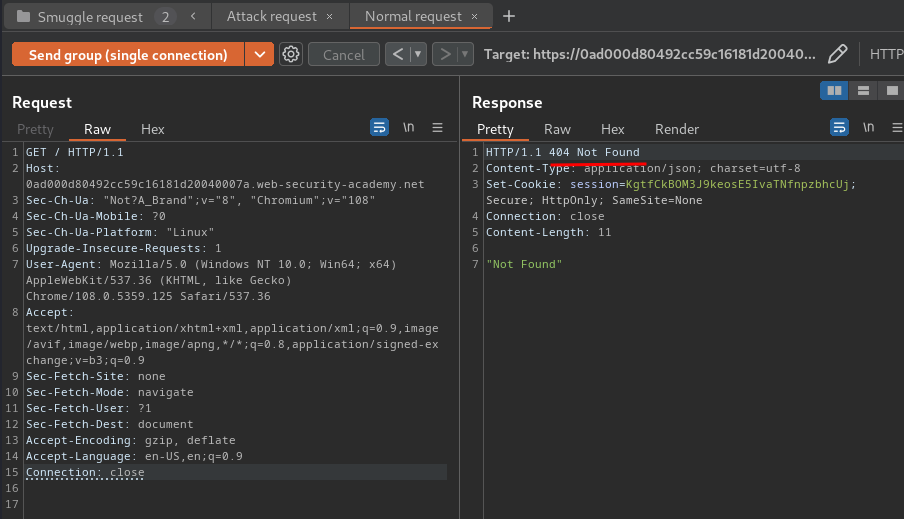 Smuggle request 2 <
Attack request ×
Normal request × +
Send group (single connection)
Cancel
< ▾
> ▾
Target: https://0ad000d80492cc59c16181d20040...
HTTP
Request
Pretty Raw Hex
\n
1 GET / HTTP/1.1
2 Host:
0ad000d80492cc59c16181d20040007a.web-security-academy.net
3 Sec-Ch-Ua: "Not?A_Brand";v="8", "Chromium";v="108"
4 Sec-Ch-Ua-Mobile: ?0
5 Sec-Ch-Ua-Platform: "Linux"
6 Upgrade-Insecure-Requests: 1
7 User-Agent: Mozilla/5.0 (Windows NT 10.0; Win64; x64)
AppleWebKit/537.36 (KHTML, like Gecko)
Chrome/108.0.5359.125 Safari/537.36
8 Accept:
text/html,application/xhtml+xml,application/xml;q=0.9,image
/avif,image/webp,image/apng,*/*;q=0.8,application/signed-ex
change;v=b3;q=0.9
9 Sec-Fetch-Site: none
10 Sec-Fetch-Mode: navigate
11 Sec-Fetch-User: ?1
12 Sec-Fetch-Dest: document
13 Accept-Encoding: gzip, deflate
14 Accept-Language: en-US,en;q=0.9
15 Connection: close
16
17
Response
Pretty Raw Hex Render
\n
1 HTTP/1.1 404 Not Found
2 Content-Type: application/json; charset=utf-8
3 Set-Cookie: session=KgtfCkBOM3J9keosE5IvaTNfnpzbhcUj;
Secure; HttpOnly; SameSite=None
4 Connection: close
5 Content-Length: 11
6
7 "Not Found"